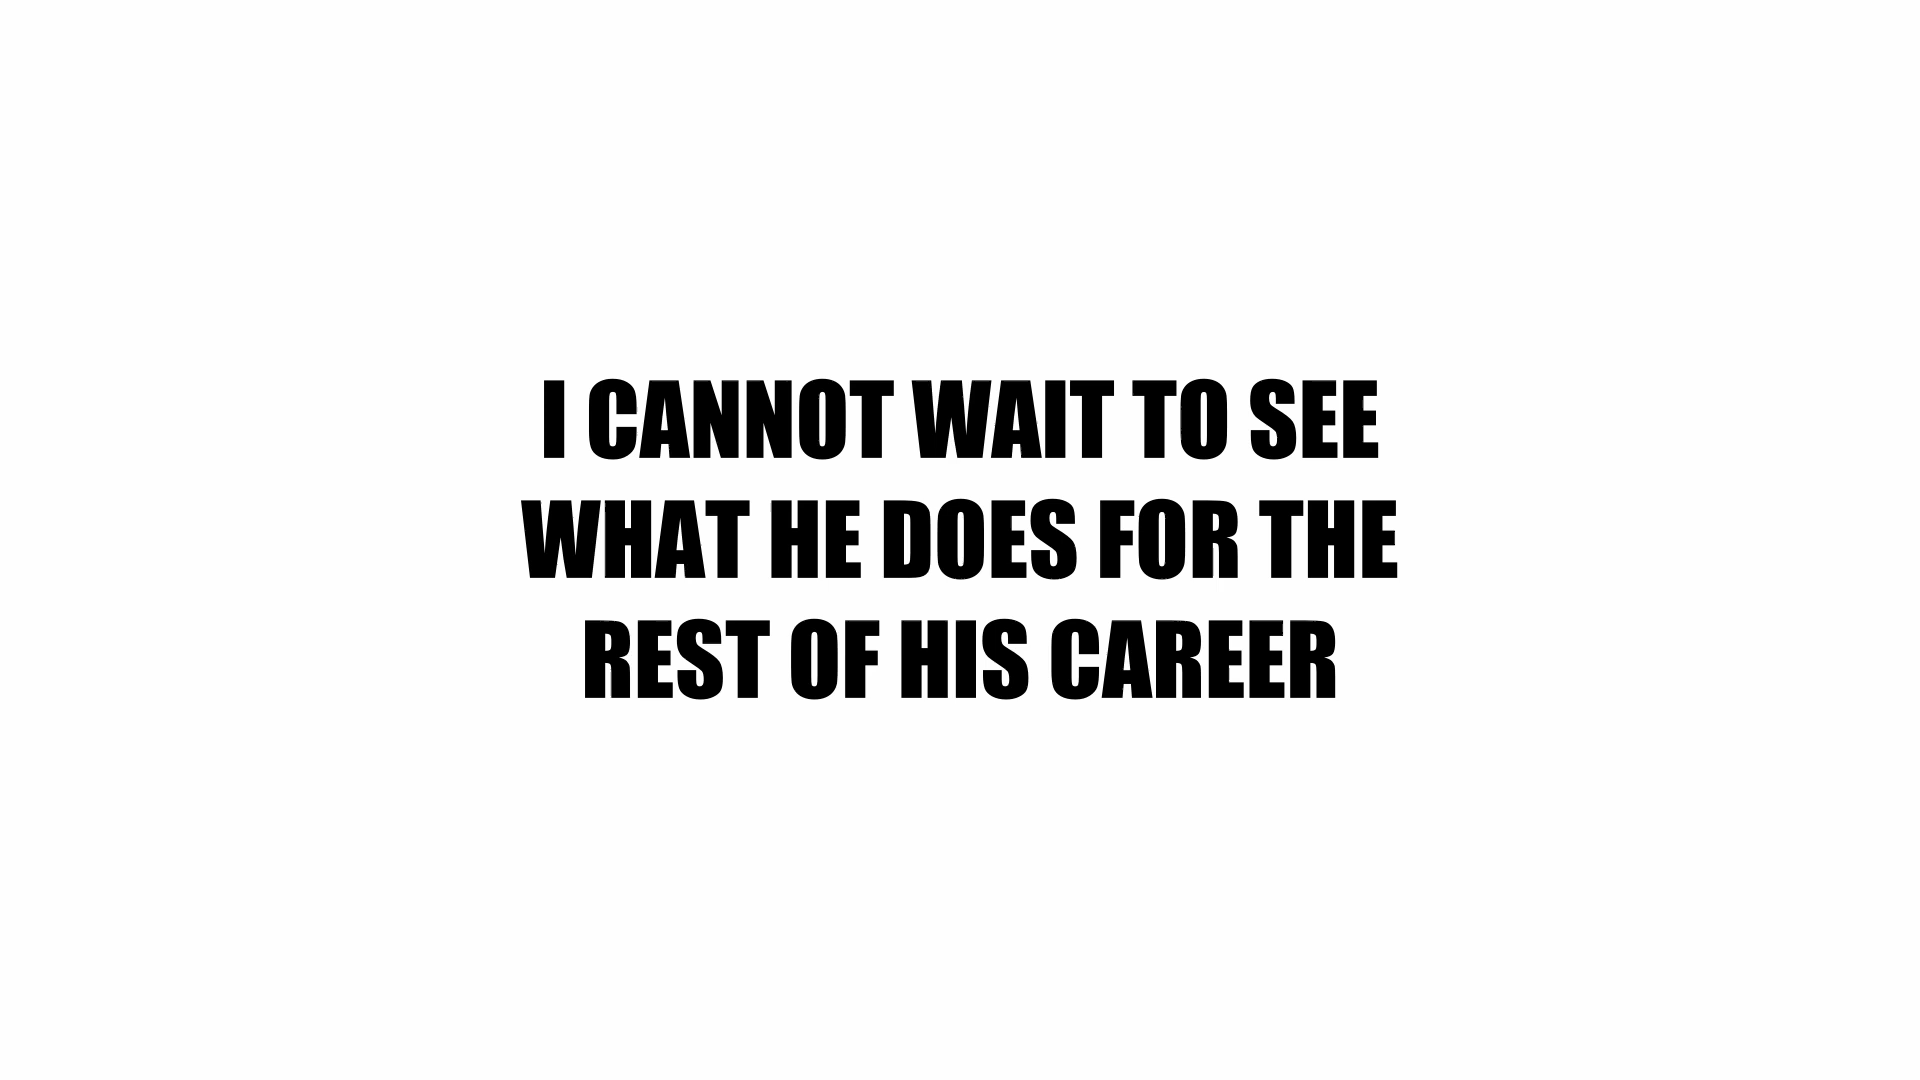 I CANNOT WAIT TO SEE
WHAT HE DOES FOR THE
REST OF HIS CAREER